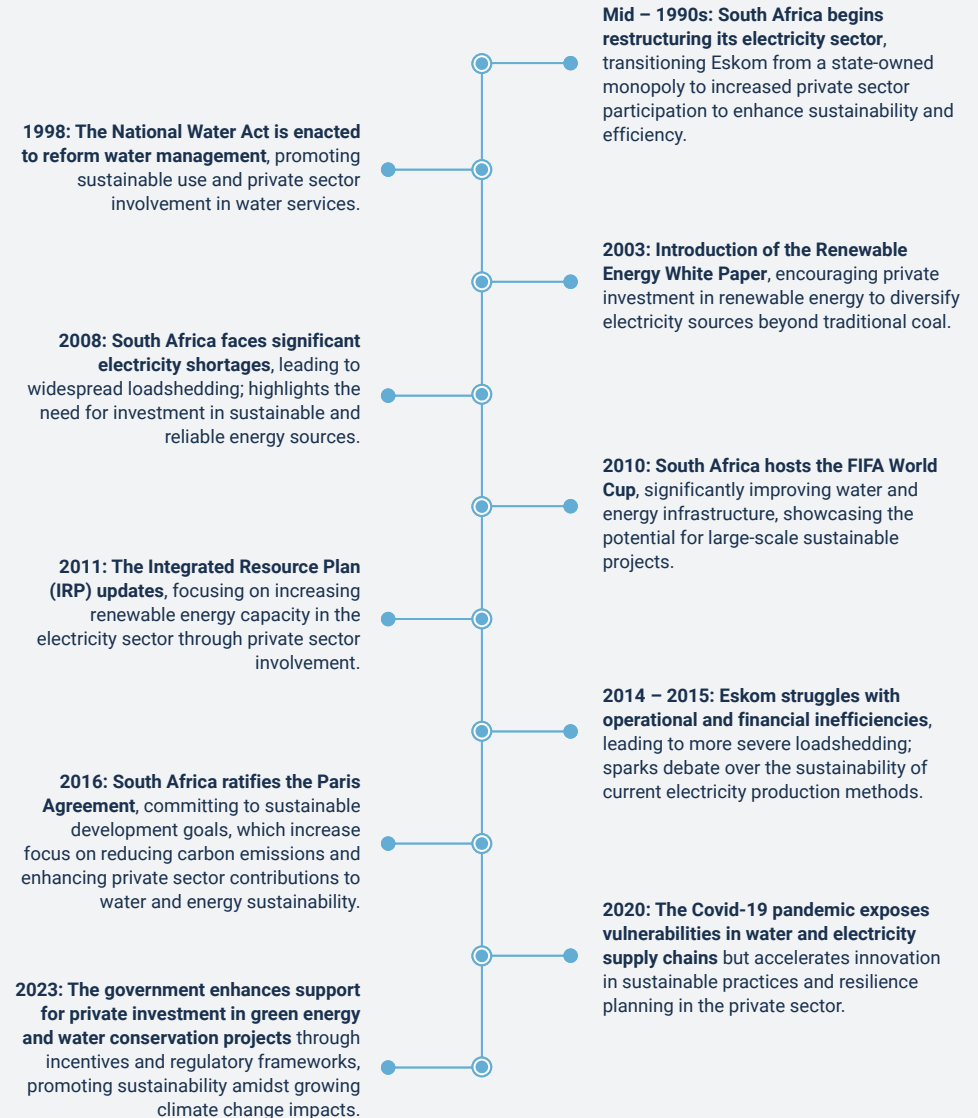 Mid – 1990s: South Africa begins
restructuring its electricity sector,
transitioning Eskom from a state-owned
monopoly to increased private sector
participation to enhance sustainability and
efficiency.
1998: The National Water Act is enacted
to reform water management, promoting
sustainable use and private sector
involvement in water services.
2003: Introduction of the Renewable
Energy White Paper, encouraging private
investment in renewable energy to diversify
electricity sources beyond traditional coal.
2008: South Africa faces significant
electricity shortages, leading to
widespread loadshedding; highlights the
need for investment in sustainable and
reliable energy sources.
2010: South Africa hosts the FIFA World
Cup, significantly improving water and
energy infrastructure, showcasing the
potential for large-scale sustainable
projects.
2011: The Integrated Resource Plan
(IRP) updates, focusing on increasing
renewable energy capacity in the
electricity sector through private sector
involvement.
2014 – 2015: Eskom struggles with
operational and financial inefficiencies,
leading to more severe loadshedding;
sparks debate over the sustainability of
current electricity production methods.
2016: South Africa ratifies the Paris
Agreement, committing to sustainable
development goals, which increase
focus on reducing carbon emissions and
enhancing private sector contributions to
water and energy sustainability.
2020: The Covid-19 pandemic exposes
vulnerabilities in water and electricity
supply chains but accelerates innovation
in sustainable practices and resilience
planning in the private sector.
2023: The government enhances support
for private investment in green energy
and water conservation projects through
incentives and regulatory frameworks,
promoting sustainability amidst growing
climate change impacts.